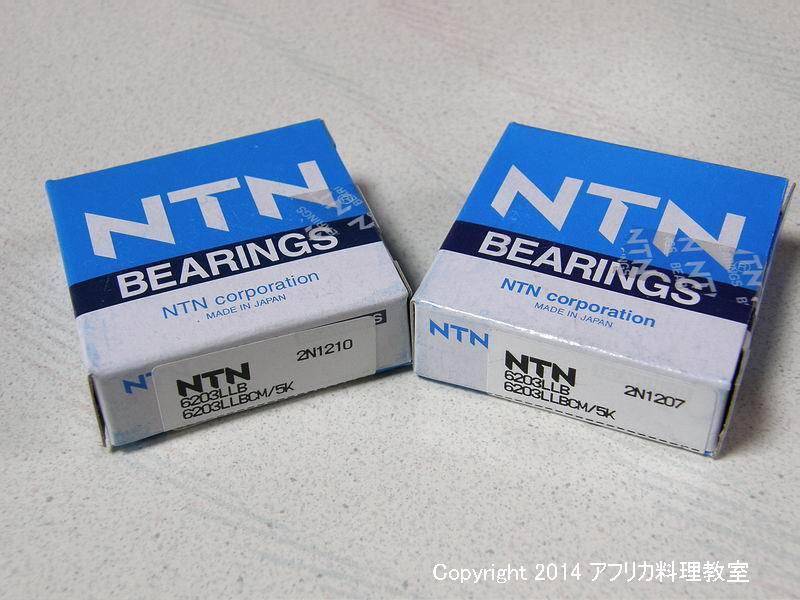 NTN
BEARINGS
NTN corporation
MADE IN JAPAN
NTN
2N1210
6203LLB
6203LLBCM/5K
NTN
BEARINGS
NTN corporation
MADE IN JAPAN
NTN
NTN
2N1207
6203LLB
6203LLBCM/5K
Copyright 2014 アフリカ料理教室